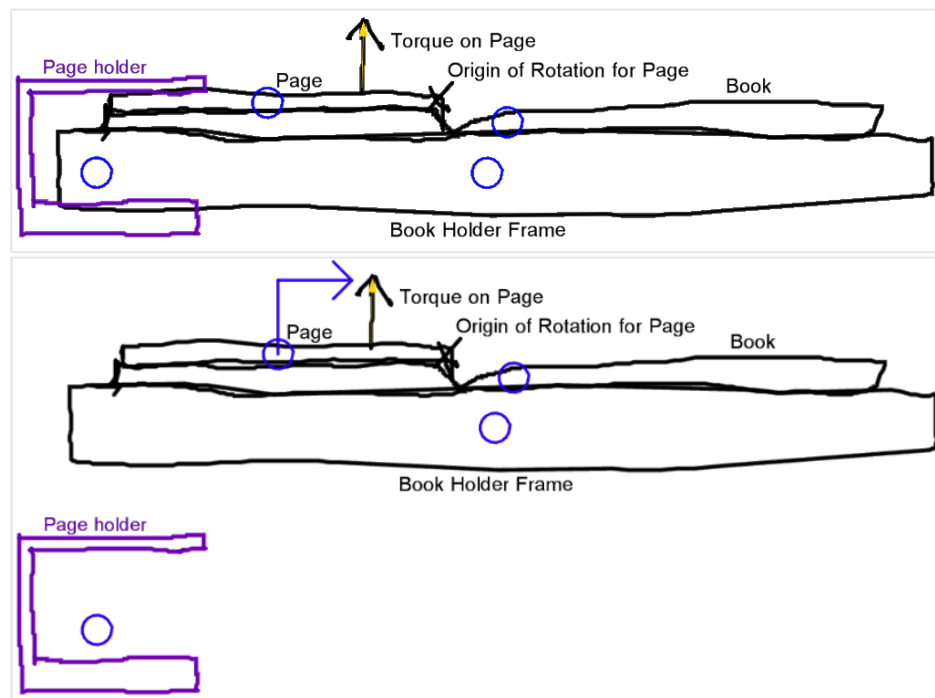 Torque on Page
Page holder
Page
Origin of Rotation for Page
Book
Book Holder Frame
Torque on Page
Page
Origin of Rotation for Page
Book
Book Holder Frame
Page holder